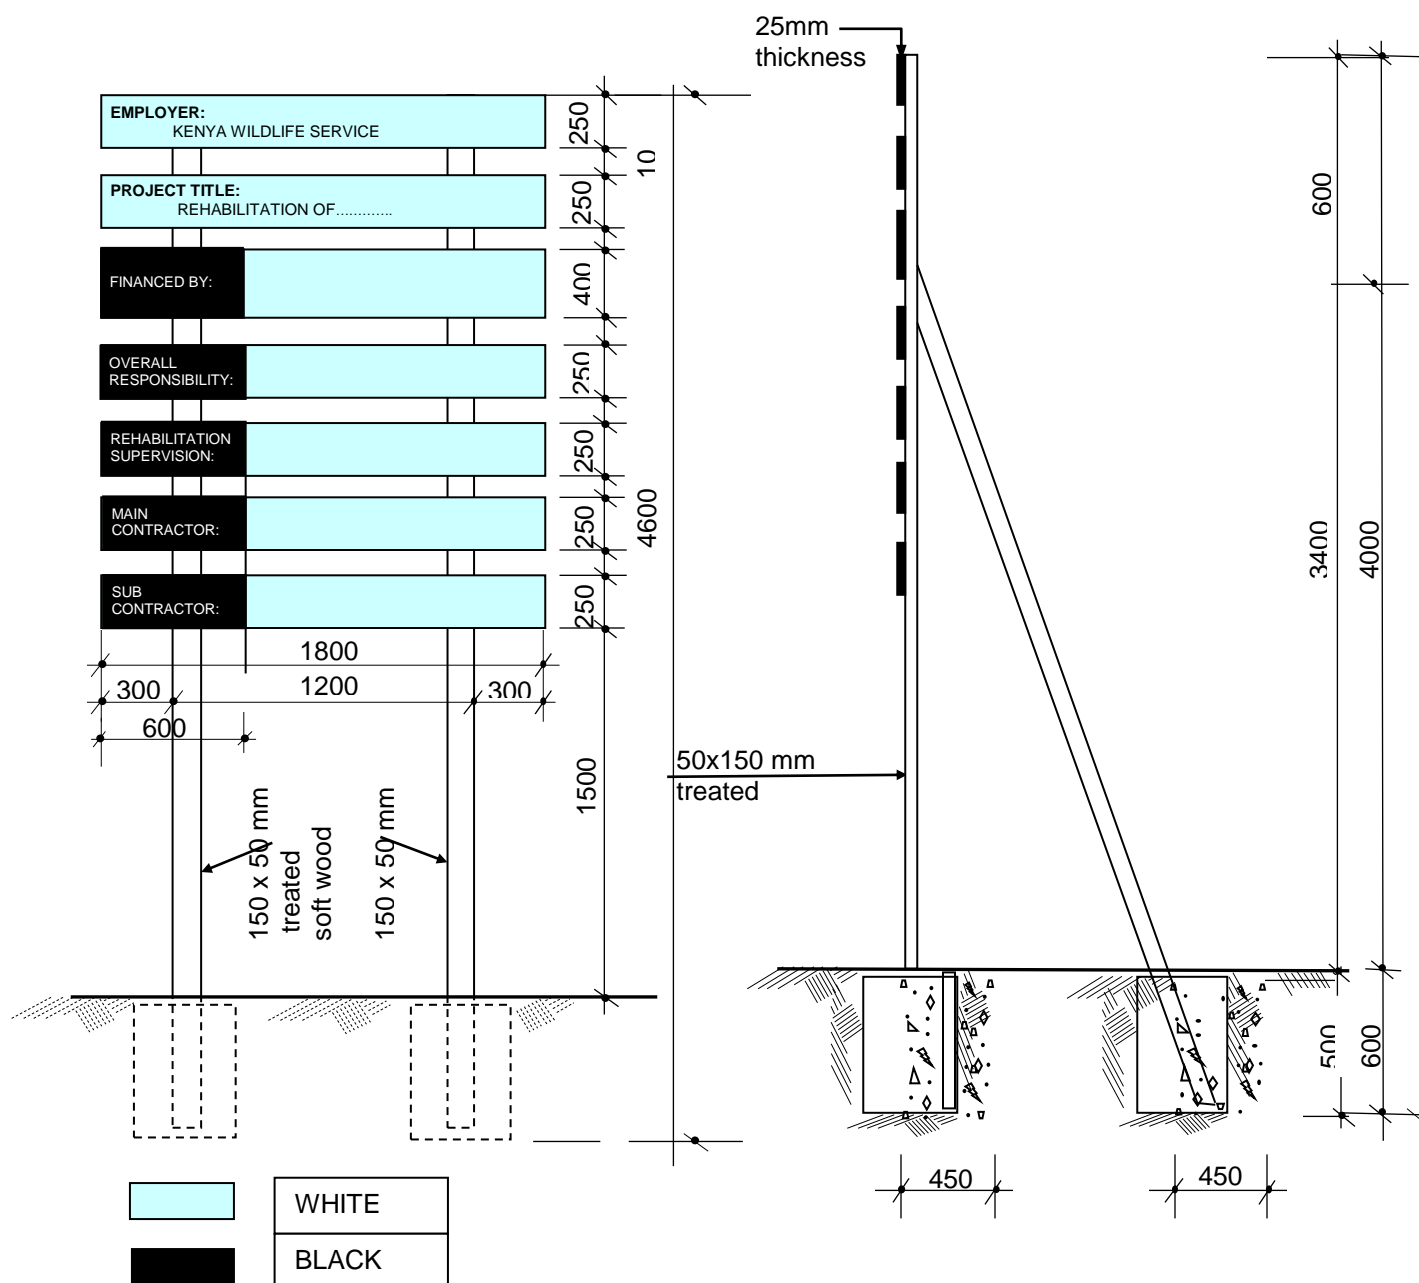 25mm
thickness
EMPLOYER:
KENYA WILDLIFE SERVICE
250
10
PROJECT TITLE:
REHABILITATION OF.............
250
600
FINANCED BY:
400
OVERALL
RESPONSIBILITY:
250
REHABILITATION
SUPERVISION:
250
4600
3400
4000
MAIN
CONTRACTOR:
250
SUB
CONTRACTOR:
250
1800
300
1200
300
600
1500
50x150 mm
treated
150 x 50 mm
treated
soft wood
150 x 50 mm
500
600
450
450
WHITE
BLACK